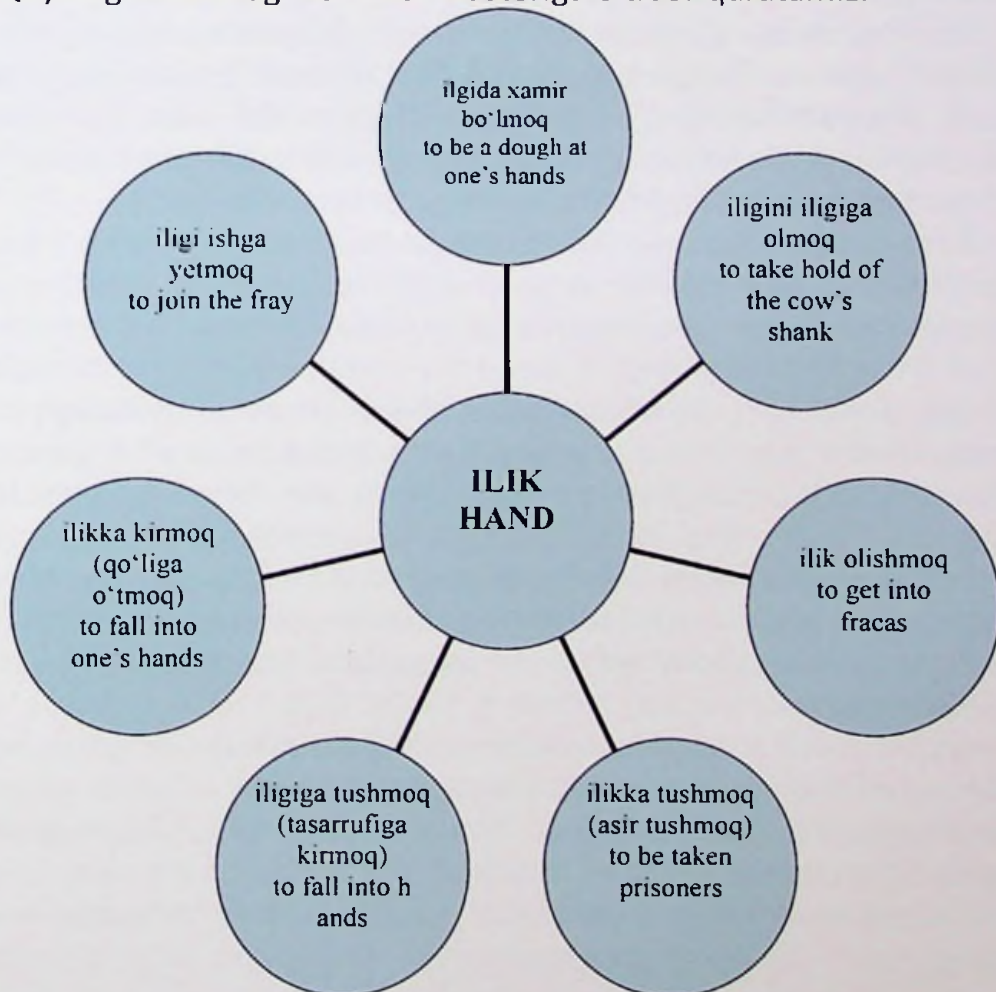 ilgida xamir
bo‘lmoq
to be a dough at
one's hands
iligini iligiga
olmoq
to take hold of
the cow's
shank
iligi ishga
yetmoq
to join the fray
ILIK
HAND
ilikka kirmoq
(qo‘liga
o‘tmoq)
to fall into
one's hands
ilik olishmoq
to get into
fracas
iligiga tushmoq
(tasarrufiga
kirmoq)
to fall into h
ands
ilikka tushmoq
(asir tushmoq)
to be taken
prisoners